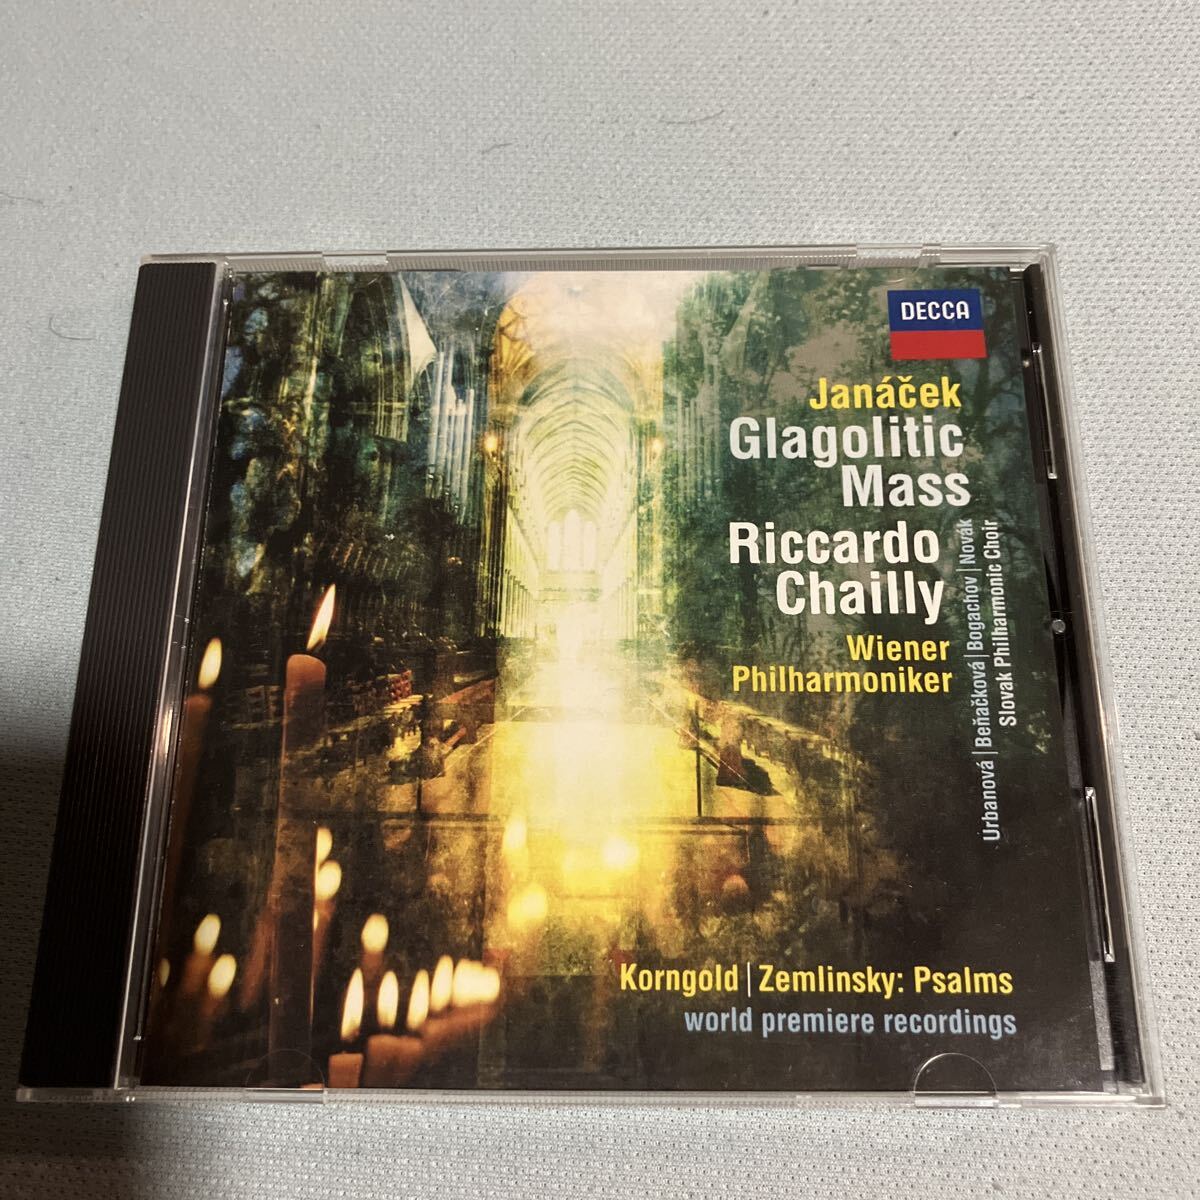 DECCA
Janáček
Glagolitic
Mass
Riccardo
Chailly
Wiener
Philharmoniker
Urbanová | Beňačková | Bogachov | Novák
Slovak Philharmonic Choir
Korngold | Zemlinsky: Psalms
world premiere recordings